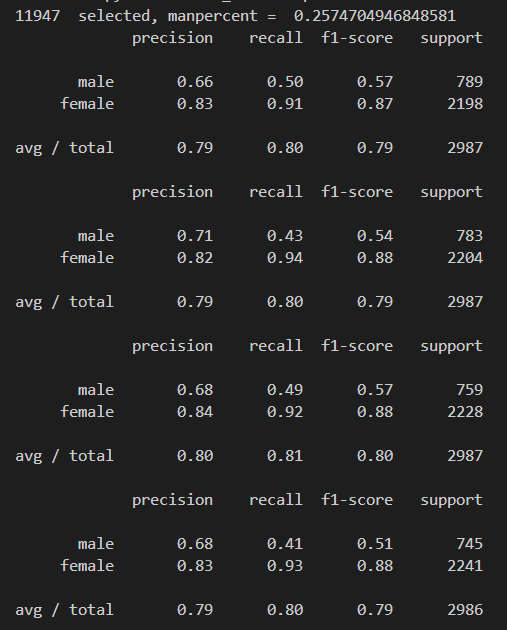 11947  selected, manpercent =  0.2574704946848581
precision    recall  f1-score   support
male       0.66      0.50      0.57       789
female       0.83      0.91      0.87      2198
avg / total       0.79      0.80      0.79      2987
precision    recall  f1-score   support
male       0.71      0.43      0.54       783
female       0.82      0.94      0.88      2204
avg / total       0.79      0.80      0.79      2987
precision    recall  f1-score   support
male       0.68      0.49      0.57       759
female       0.84      0.92      0.88      2228
avg / total       0.80      0.81      0.80      2987
precision    recall  f1-score   support
male       0.68      0.41      0.51       745
female       0.83      0.93      0.88      2241
avg / total       0.79      0.80      0.79      2986